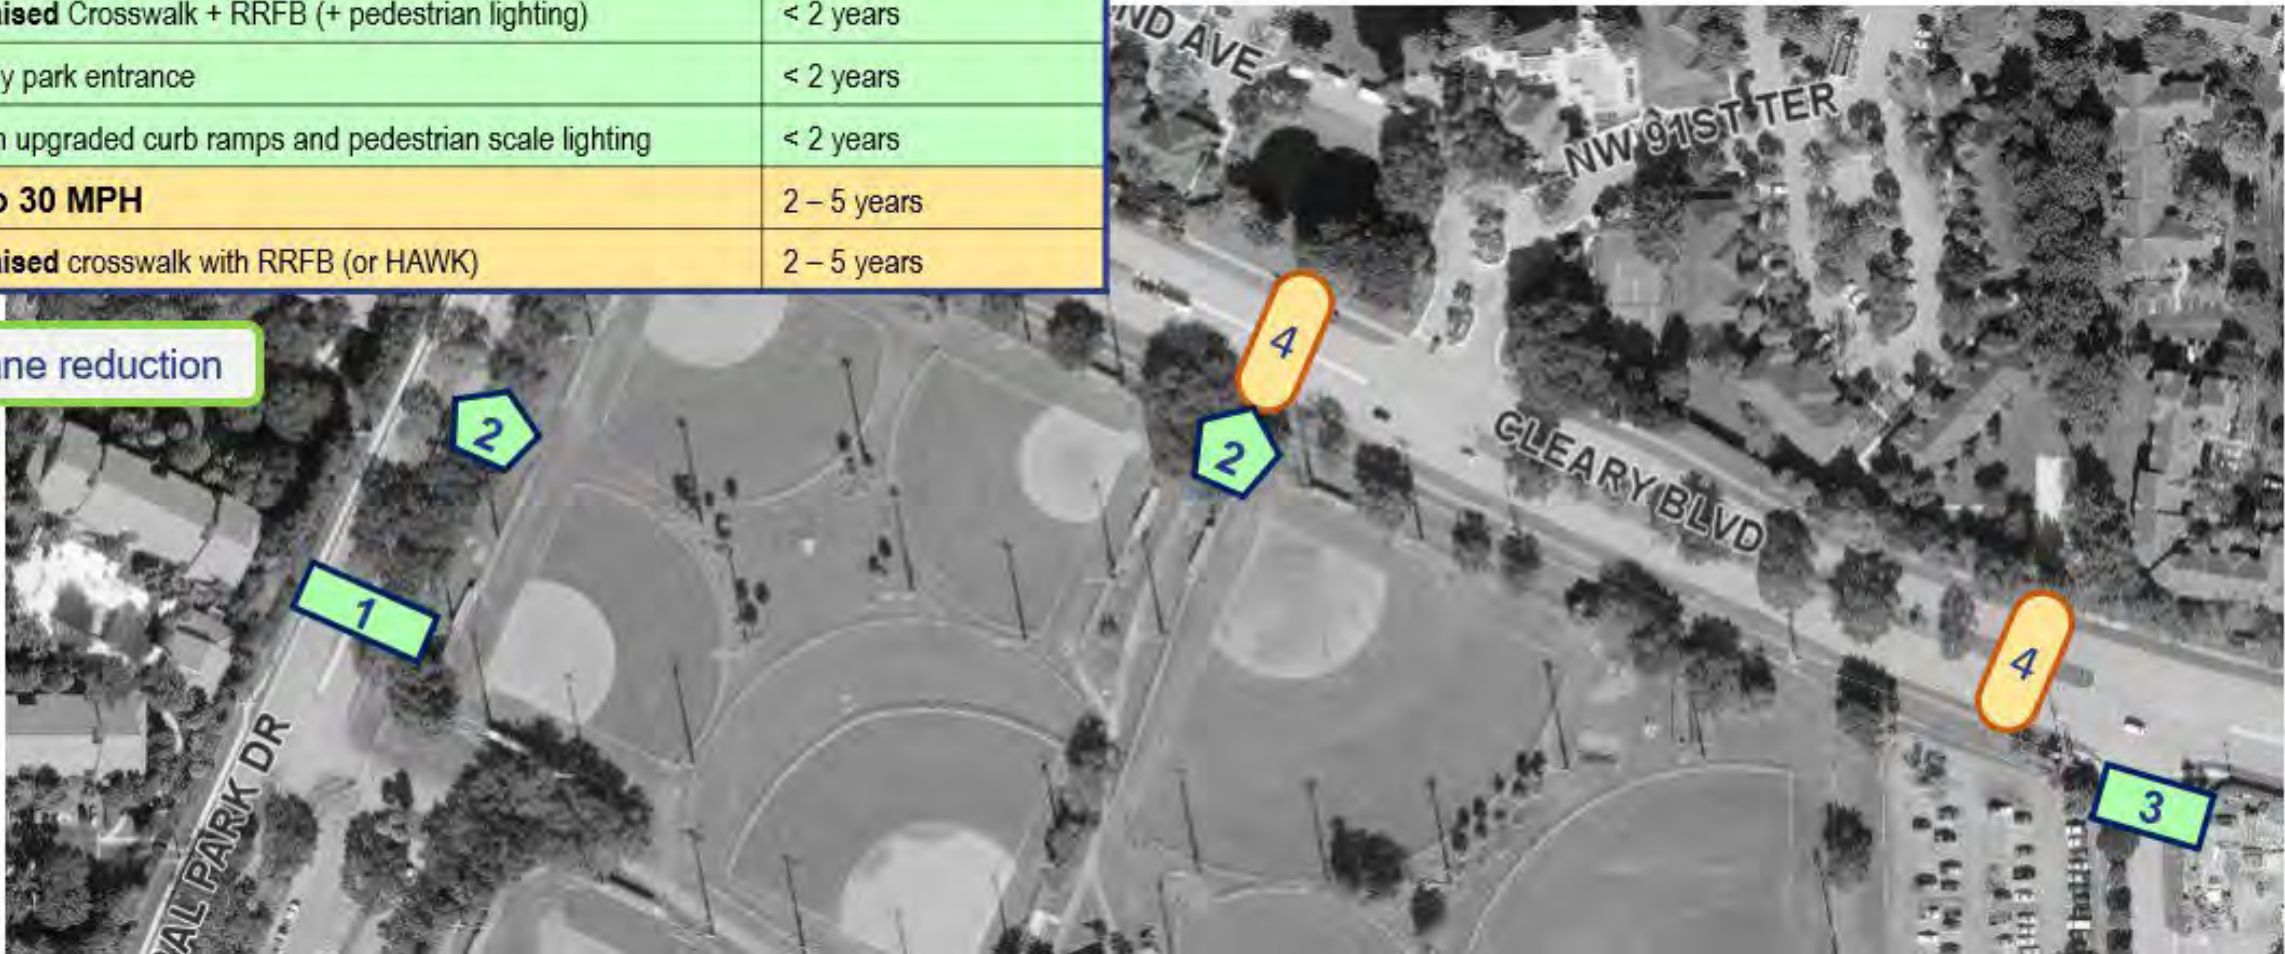 ised Crosswalk + RRFB (+ pedestrian lighting) < 2 years
y park entrance < 2 years
upgraded curb ramps and pedestrian scale lighting < 2 years
30 MPH 2 – 5 years
ised crosswalk with RRFB (or HAWK) 2 – 5 years
ND AVE
NW 91ST TER
ne reduction
4
2
2
CLEARY BLVD
1
4
3
VAL PARK DR